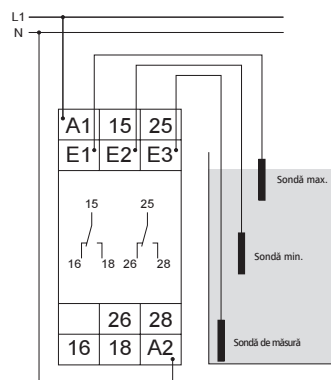 L1
N
A1 15 25
E1 E2 E3
Sondă max.
15 25
16 18 26 28
Sondă min.
26 28
16 18 A2
Sondă de măsură